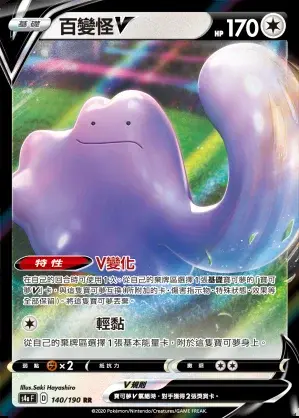 基礎 百變怪V HP170
特性 V變化
在自己的回合時可使用1次。從自己的棄牌區選擇1張基礎寶可夢的「寶可夢【V】」卡,與這隻寶可夢互換(所附加的卡、傷害指示物、特殊狀態、效果等全部保留)。將這隻寶可夢丟棄。
輕黏
從自己的棄牌區選擇1張基本能量卡,附於這隻寶可夢身上。
弱點 ×2 抵抗力 撤退
Illus.Saki Hayashiro
V規則
s4a F D 140/190 RR
寶可夢V氣絕時,對手獲得2張獎賞卡。
©2020 Pokémon/Nintendo/Creatures/GAME FREAK.